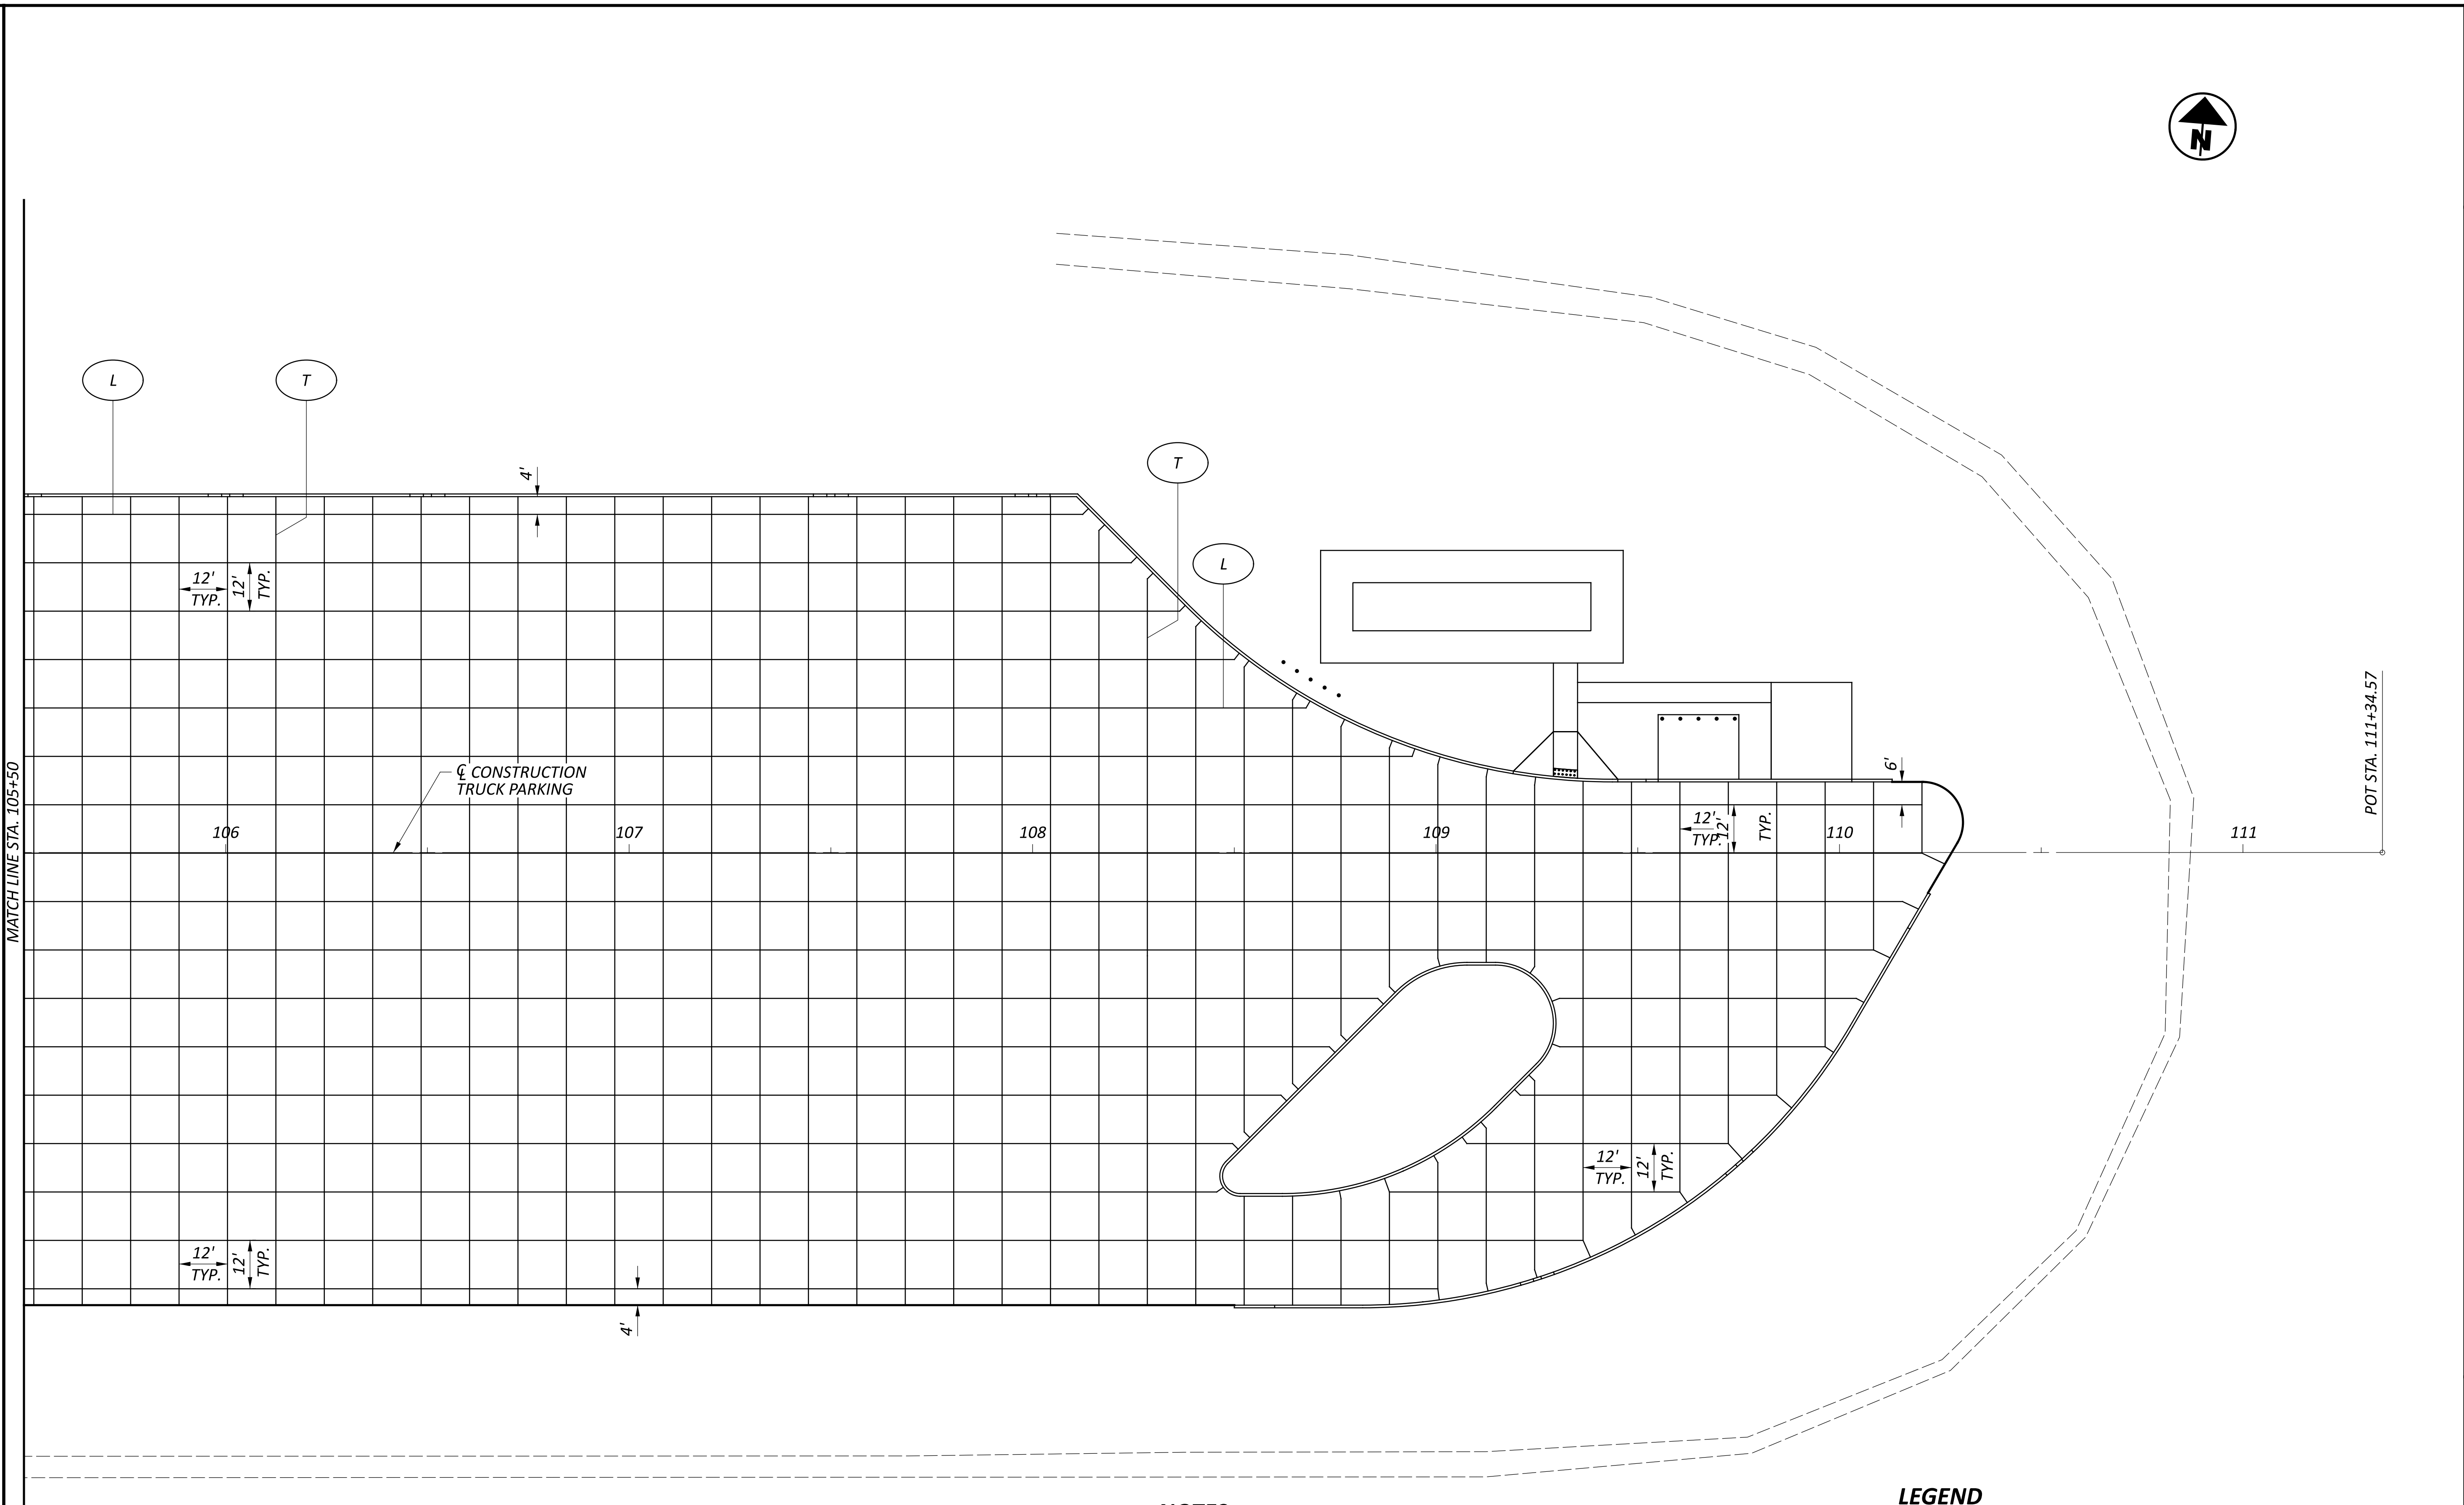 N
L
T
4'
T
L
12'
TYP.
12'
TYP.
℄ CONSTRUCTION
TRUCK PARKING
MATCH LINE STA. 105+50
106
107
108
109
110
111
6'
12'
TYP.
12'
TYP.
POT STA. 111+34.57
12'
TYP.
12'
TYP.
12'
TYP.
12'
TYP.
4'
LEGEND